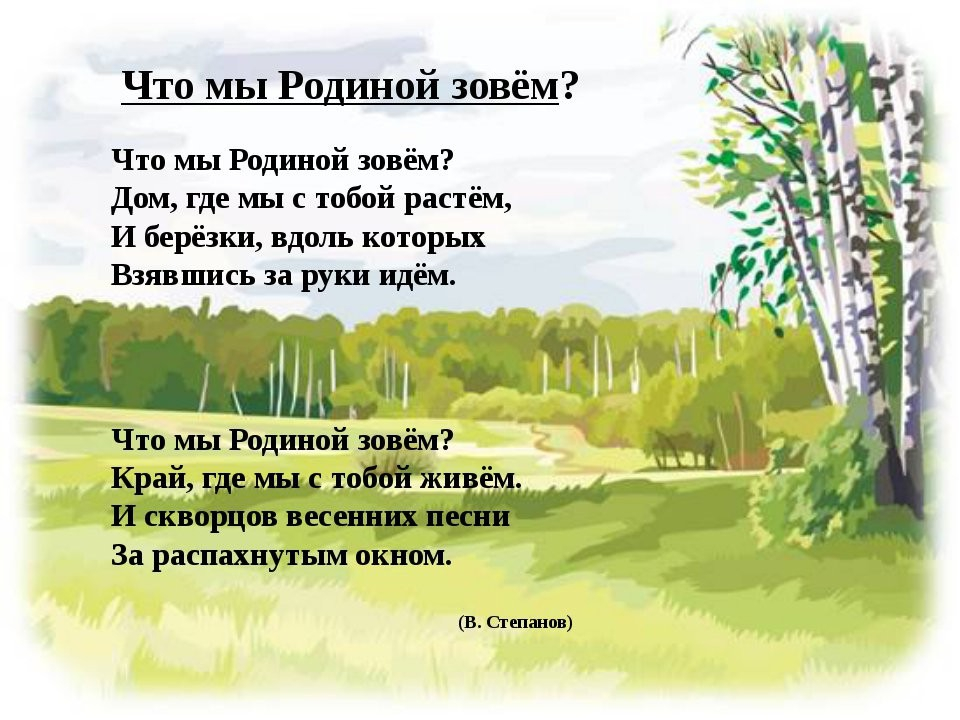 Что мы Родиной зовём?
Что мы Родиной зовём?
Дом, где мы с тобой растём,
И берёзки, вдоль которых
Взявшись за руки идём.
Что мы Родиной зовём?
Край, где мы с тобой живём.
И скворцов весенних песни
За распахнутым окном.
(В. Степанов)